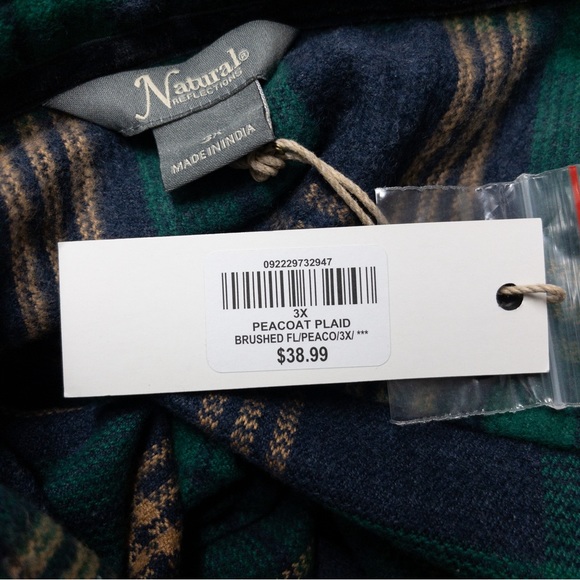 Natural®
REFLECTIONS
3X
MADE IN INDIA
092229732947
3X
PEACOAT PLAID
BRUSHED FL/PEACO/3X/ ***
$38.99